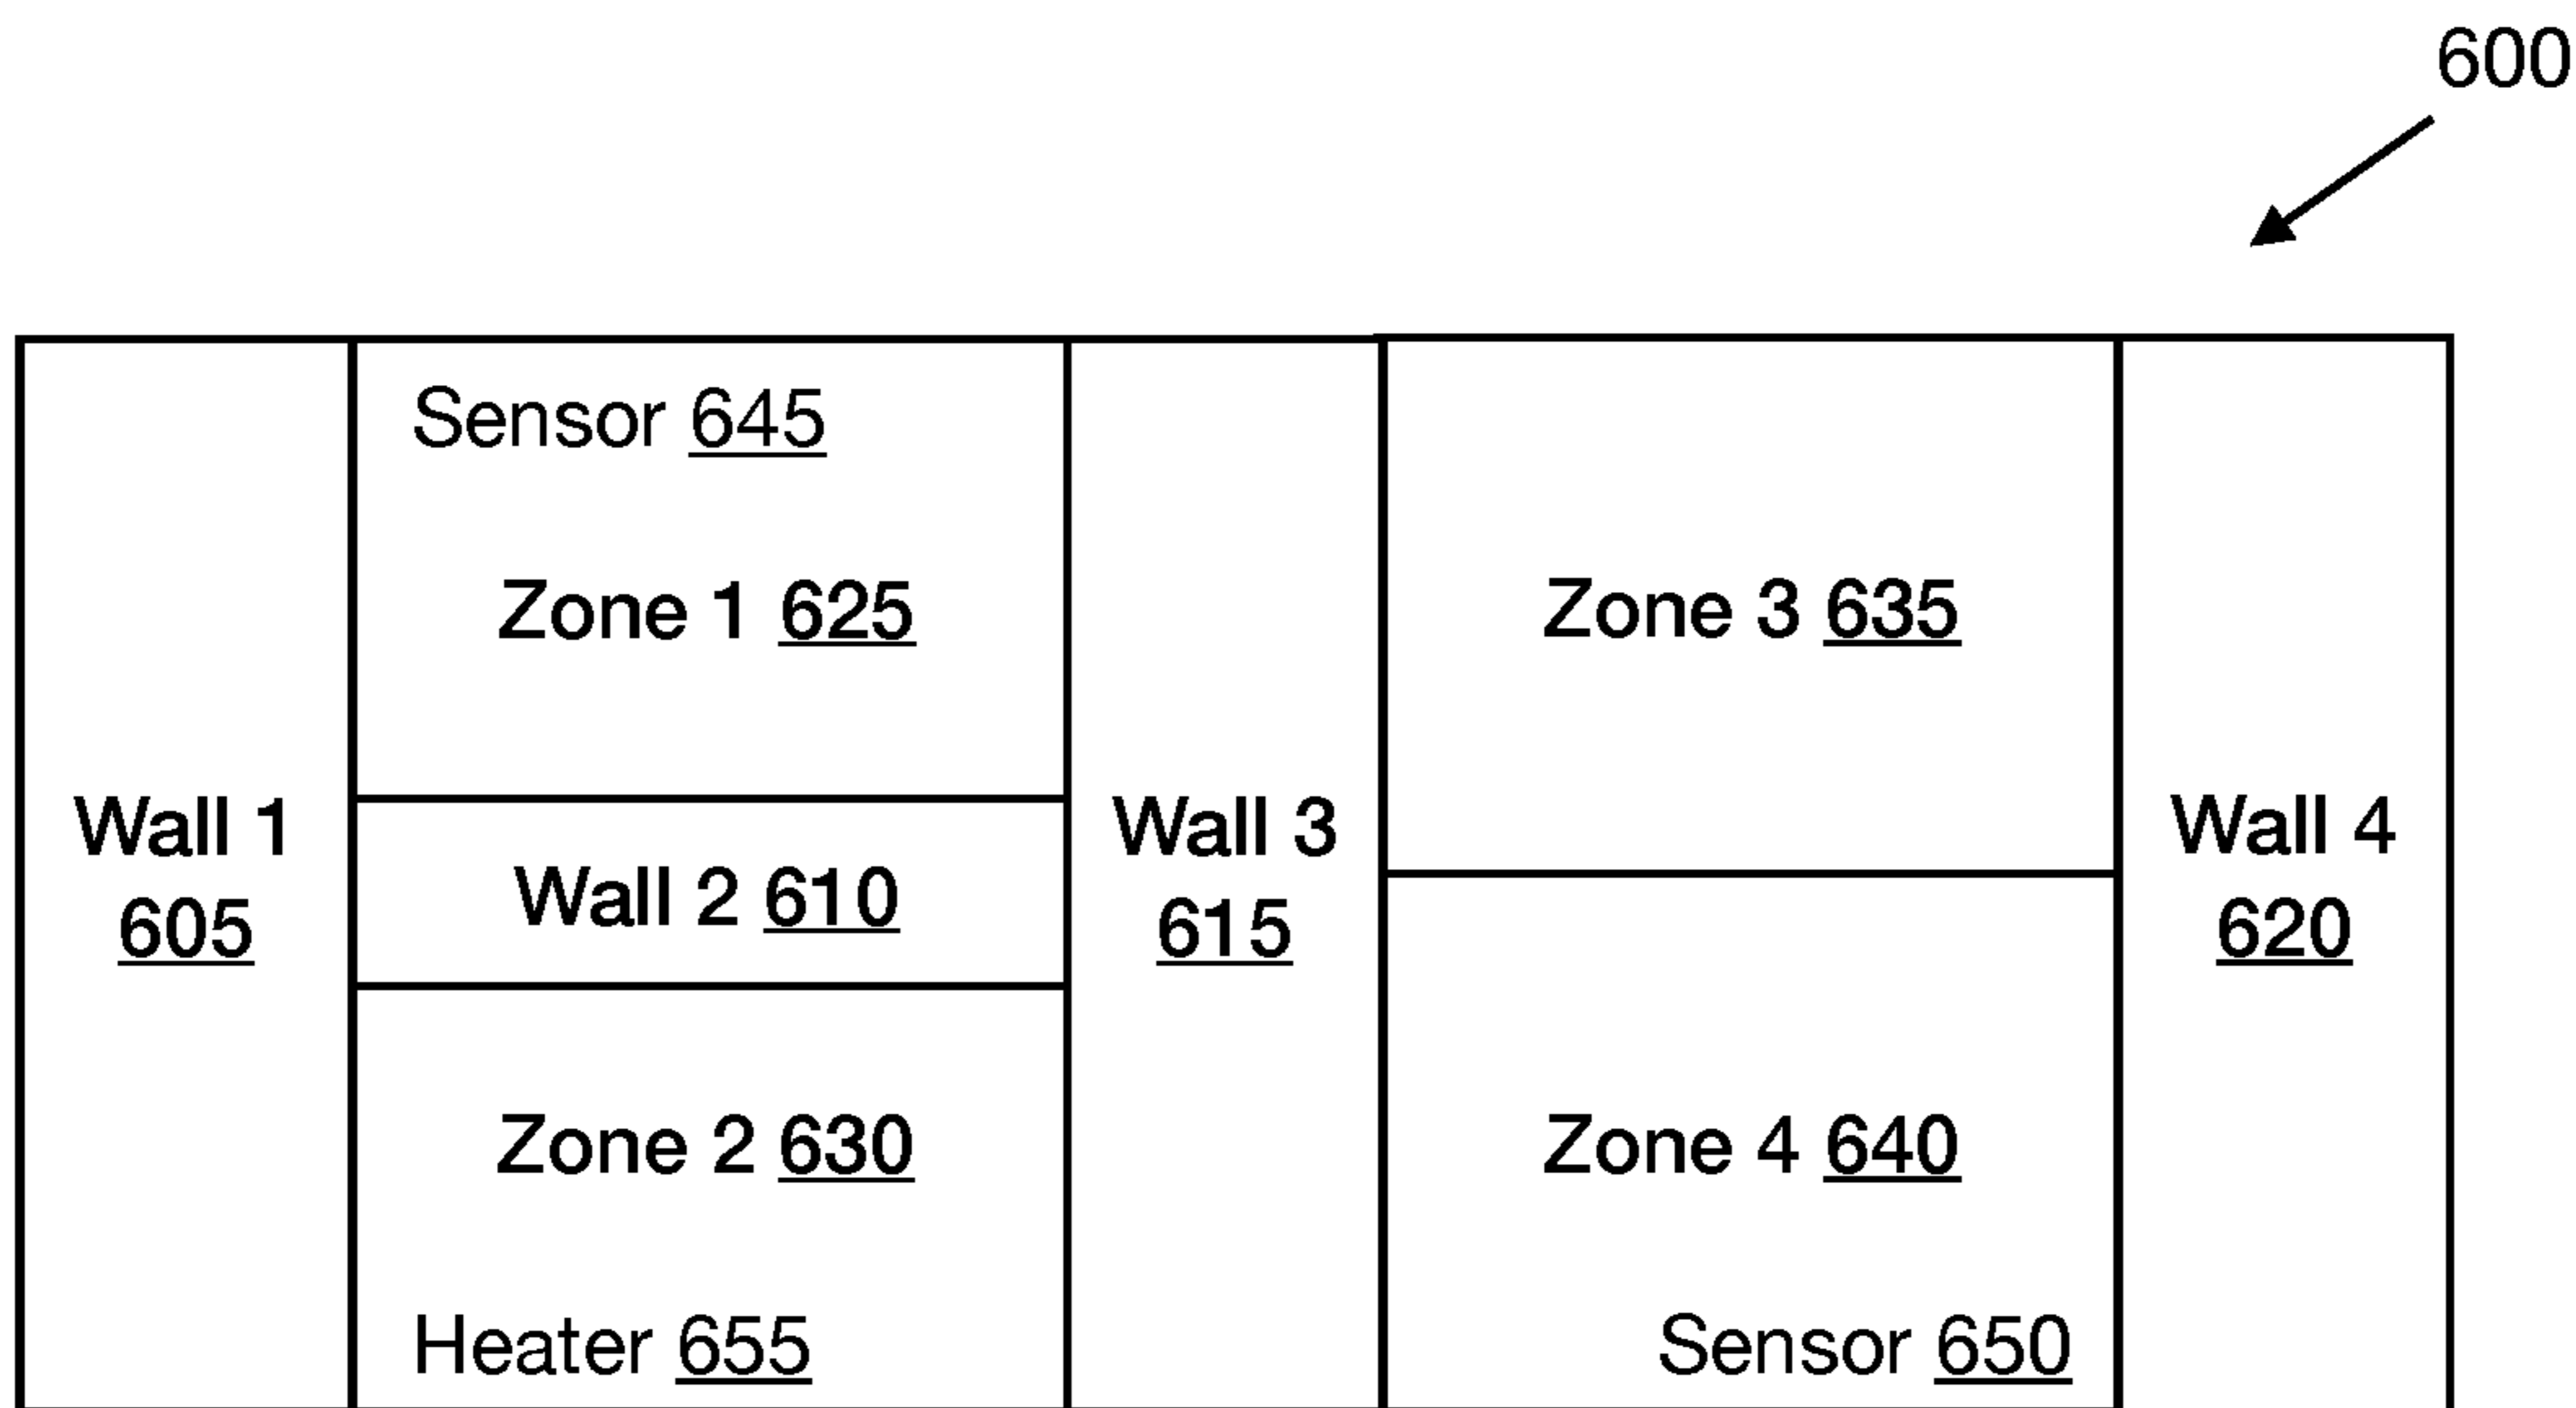 600
Sensor 645
Zone 1 625
Zone 3 635
Wall 1
605
Wall 2 610
Wall 3
615
Wall 4
620
Zone 2 630
Zone 4 640
Heater 655
Sensor 650